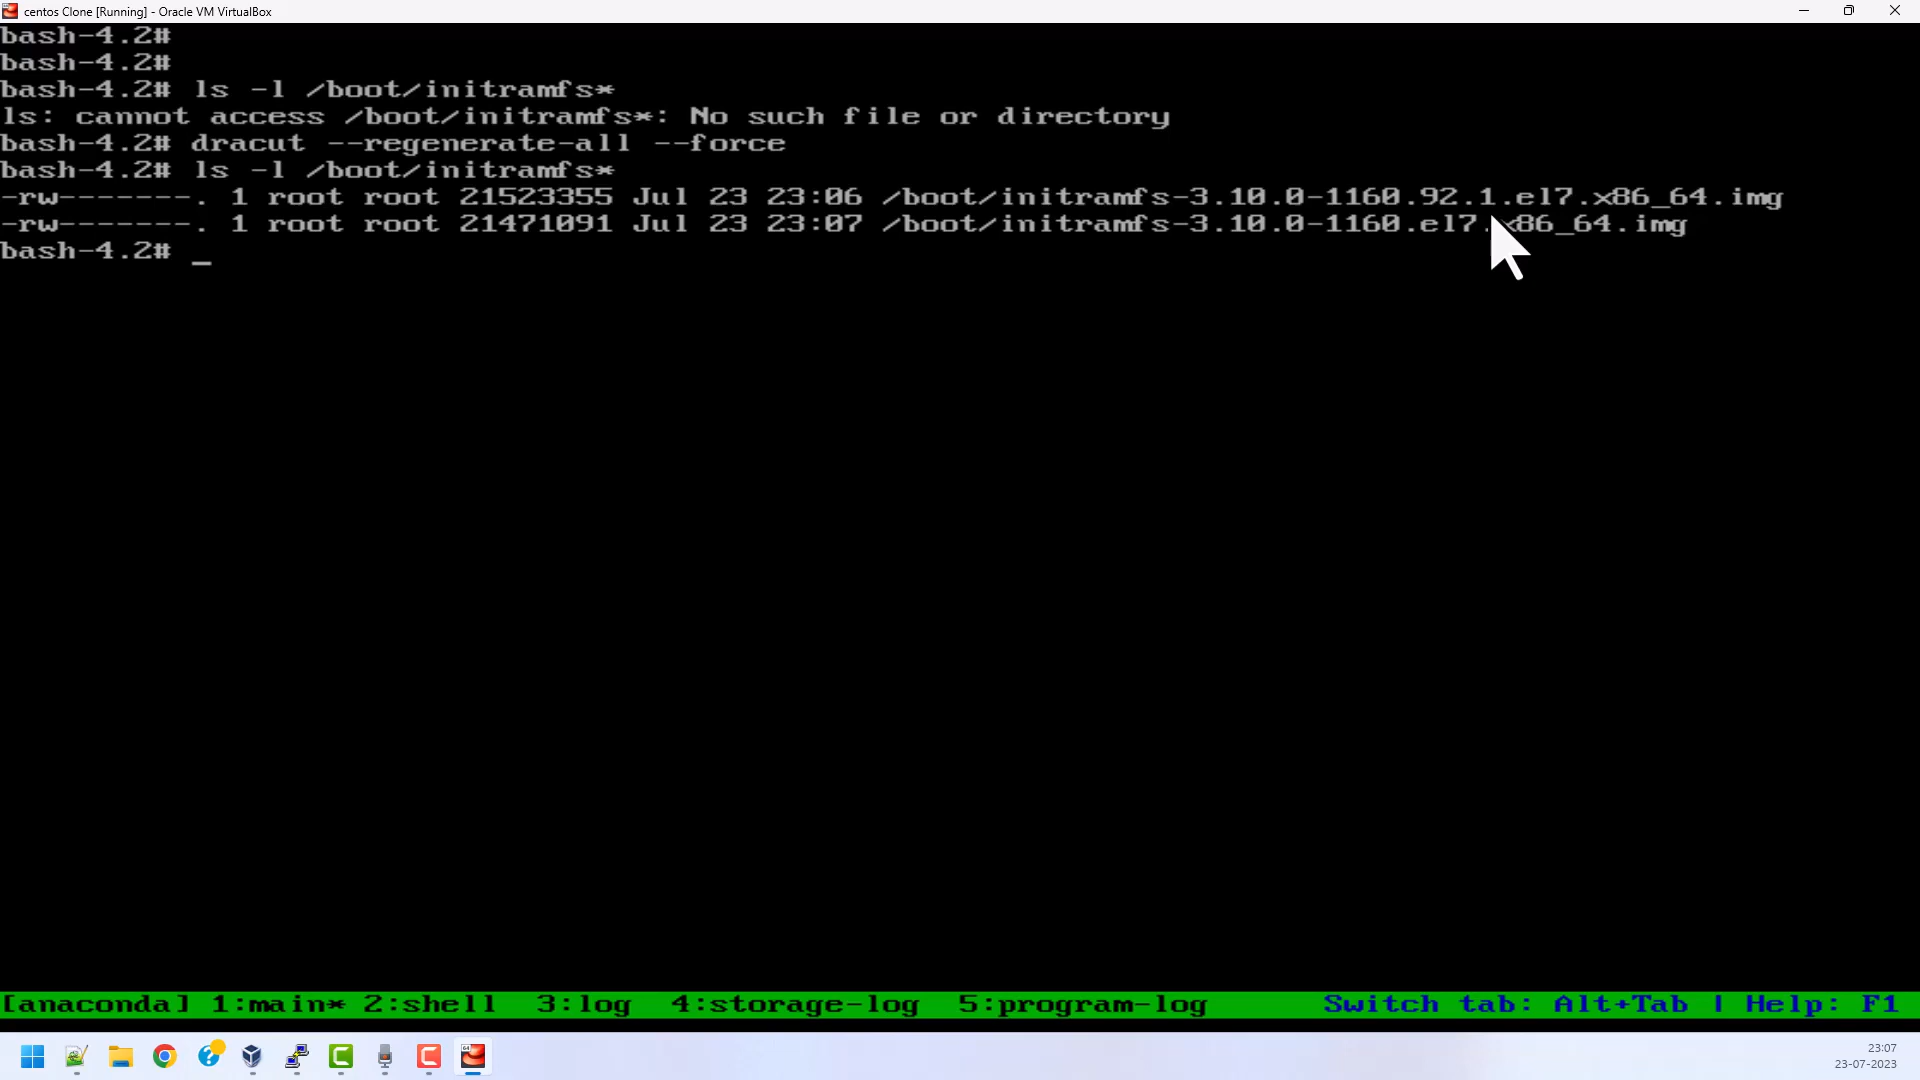 centos Clone [Running] - Oracle VM VirtualBox
bash-4.2#
bash-4.2#
bash-4.2# ls -l /boot/initramfs*
ls: cannot access /boot/initramfs*: No such file or directory
bash-4.2# dracut --regenerate-all --force
bash-4.2# ls -l /boot/initramfs*
-rw-------. 1 root root 21523355 Jul 23 23:06 /boot/initramfs-3.10.0-1160.92.1.el7.x86_64.img
-rw-------. 1 root root 21471091 Jul 23 23:07 /boot/initramfs-3.10.0-1160.el7.x86_64.img
bash-4.2# _
[anaconda] 1:main* 2:shell  3:log  4:storage-log  5:program-log Switch tab: Alt+Tab | Help: F1
23:07
23-07-2023